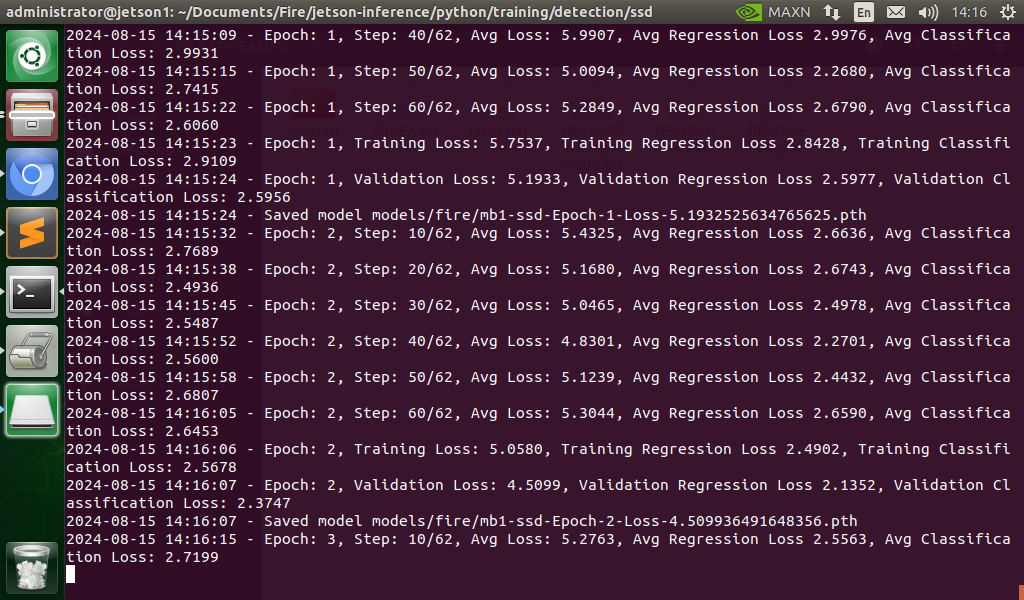 administrator@jetson1: ~/Documents/Fire/jetson-inference/python/training/detection/ssd
MAXN
En
14:16
2024-08-15 14:15:09 - Epoch: 1, Step: 40/62, Avg Loss: 5.9907, Avg Regression Loss 2.9976, Avg Classifica
tion Loss: 2.9931
2024-08-15 14:15:15 - Epoch: 1, Step: 50/62, Avg Loss: 5.0094, Avg Regression Loss 2.2680, Avg Classifica
tion Loss: 2.7415
2024-08-15 14:15:22 - Epoch: 1, Step: 60/62, Avg Loss: 5.2849, Avg Regression Loss 2.6790, Avg Classifica
tion Loss: 2.6060
2024-08-15 14:15:23 - Epoch: 1, Training Loss: 5.7537, Training Regression Loss 2.8428, Training Classifi
cation Loss: 2.9109
2024-08-15 14:15:24 - Epoch: 1, Validation Loss: 5.1933, Validation Regression Loss 2.5977, Validation Cl
assification Loss: 2.5956
2024-08-15 14:15:24 - Saved model models/fire/mb1-ssd-Epoch-1-Loss-5.1932525634765625.pth
2024-08-15 14:15:32 - Epoch: 2, Step: 10/62, Avg Loss: 5.4325, Avg Regression Loss 2.6636, Avg Classifica
tion Loss: 2.7689
2024-08-15 14:15:38 - Epoch: 2, Step: 20/62, Avg Loss: 5.1680, Avg Regression Loss 2.6743, Avg Classifica
tion Loss: 2.4936
2024-08-15 14:15:45 - Epoch: 2, Step: 30/62, Avg Loss: 5.0465, Avg Regression Loss 2.4978, Avg Classifica
tion Loss: 2.5487
2024-08-15 14:15:52 - Epoch: 2, Step: 40/62, Avg Loss: 4.8301, Avg Regression Loss 2.2701, Avg Classifica
tion Loss: 2.5600
2024-08-15 14:15:58 - Epoch: 2, Step: 50/62, Avg Loss: 5.1239, Avg Regression Loss 2.4432, Avg Classifica
tion Loss: 2.6807
2024-08-15 14:16:05 - Epoch: 2, Step: 60/62, Avg Loss: 5.3044, Avg Regression Loss 2.6590, Avg Classifica
tion Loss: 2.6453
2024-08-15 14:16:06 - Epoch: 2, Training Loss: 5.0580, Training Regression Loss 2.4902, Training Classifi
cation Loss: 2.5678
2024-08-15 14:16:07 - Epoch: 2, Validation Loss: 4.5099, Validation Regression Loss 2.1352, Validation Cl
assification Loss: 2.3747
2024-08-15 14:16:07 - Saved model models/fire/mb1-ssd-Epoch-2-Loss-4.509936491648356.pth
2024-08-15 14:16:15 - Epoch: 3, Step: 10/62, Avg Loss: 5.2763, Avg Regression Loss 2.5563, Avg Classifica
tion Loss: 2.7199